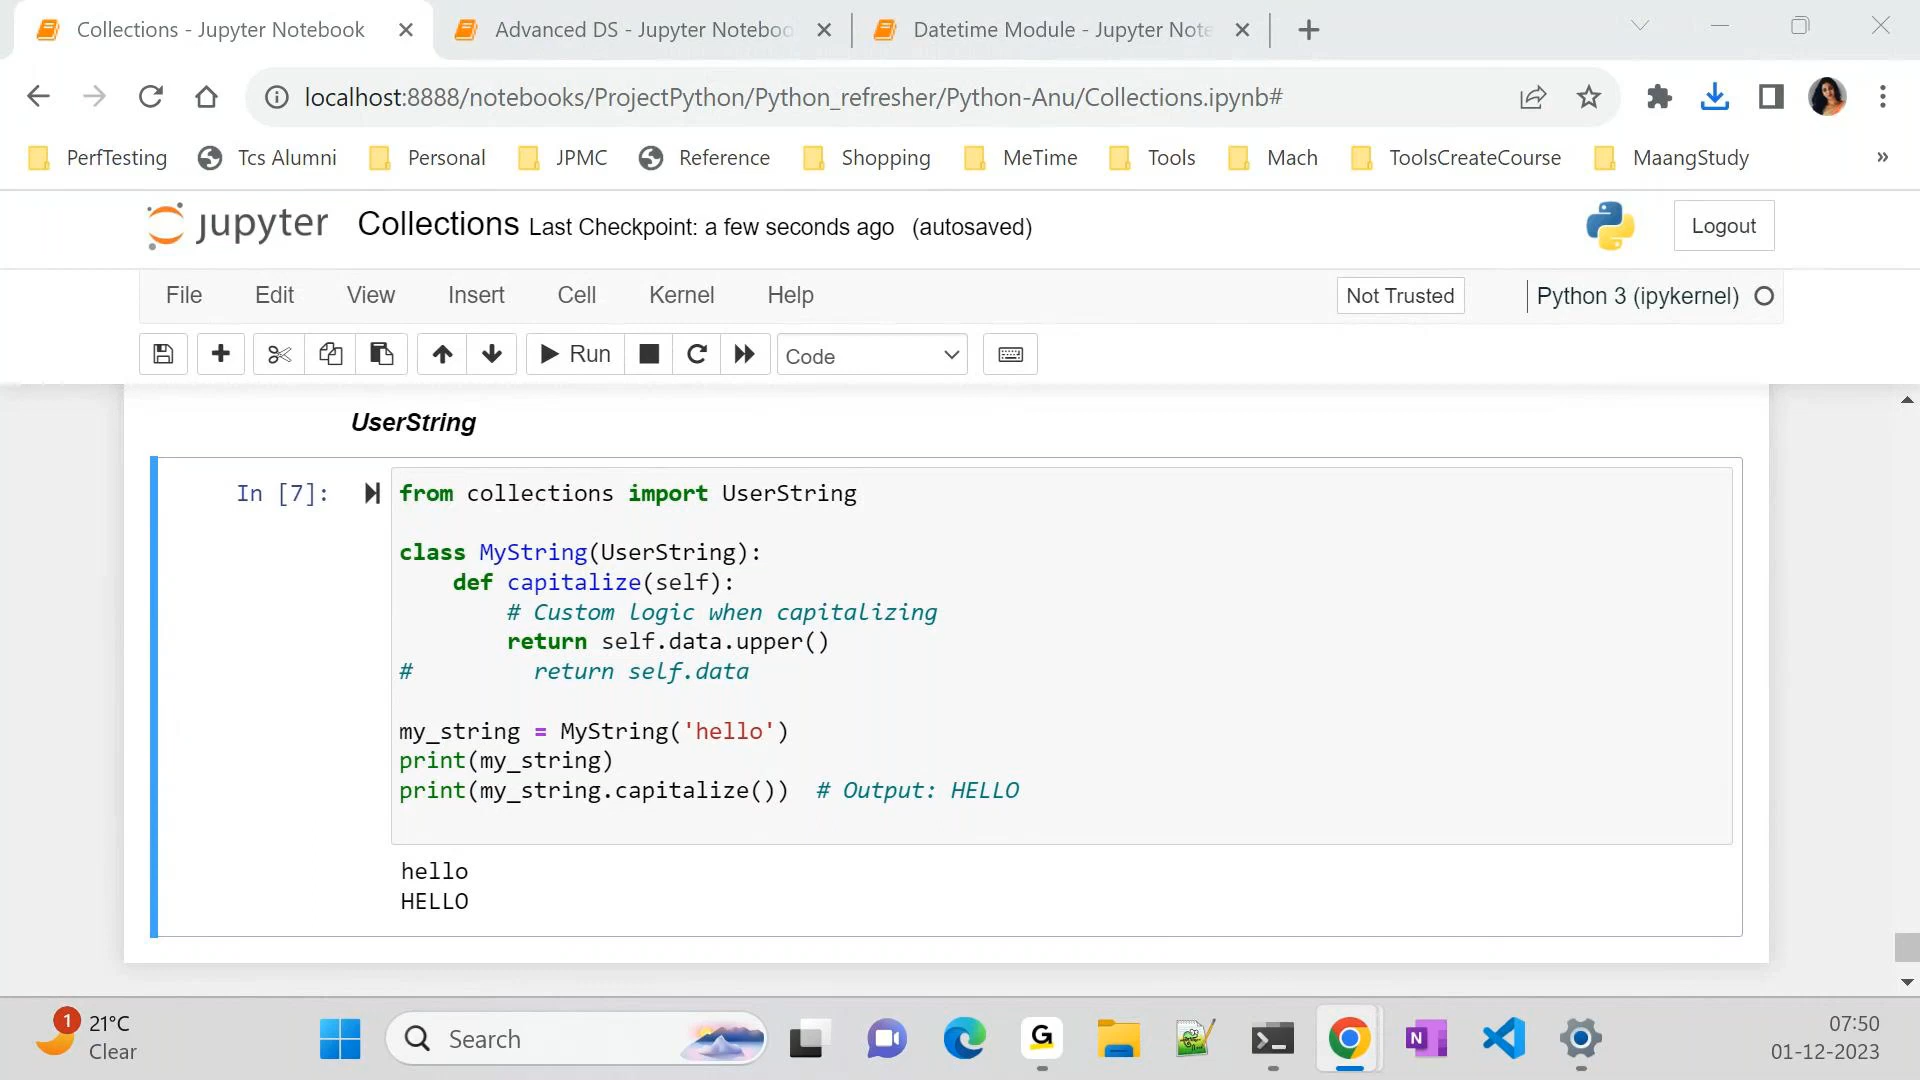 Collections - Jupyter Notebook
Advanced DS - Jupyter Noteboo
Datetime Module - Jupyter Note
localhost:8888/notebooks/ProjectPython/Python_refresher/Python-Anu/Collections.ipynb#
PerfTesting Tcs Alumni Personal JPMC Reference Shopping MeTime Tools Mach ToolsCreateCourse MaangStudy »
jupyter Collections Last Checkpoint: a few seconds ago (autosaved) Logout
File Edit View Insert Cell Kernel Help Not Trusted Python 3 (ipykernel)
Run Code
UserString
In [7]: from collections import UserString
class MyString(UserString):
def capitalize(self):
# Custom logic when capitalizing
return self.data.upper()
# return self.data
my_string = MyString('hello')
print(my_string)
print(my_string.capitalize()) # Output: HELLO
hello
HELLO
1
21°C
Clear
Search
G
N
07:50
01-12-2023